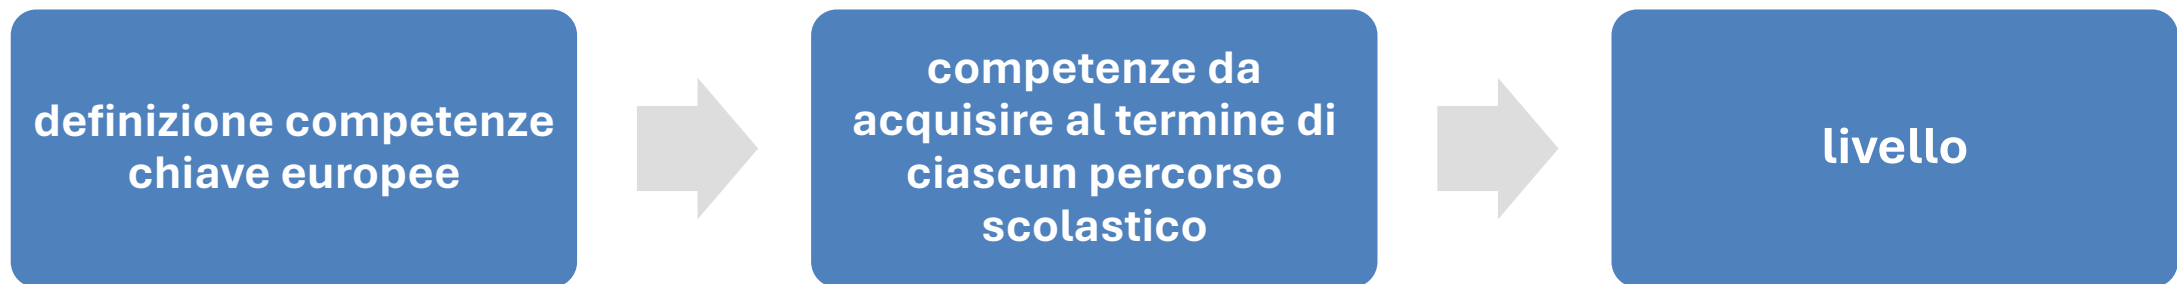 definizione competenze
chiave europee
competenze da
acquisire al termine di
ciascun percorso
scolastico
livello